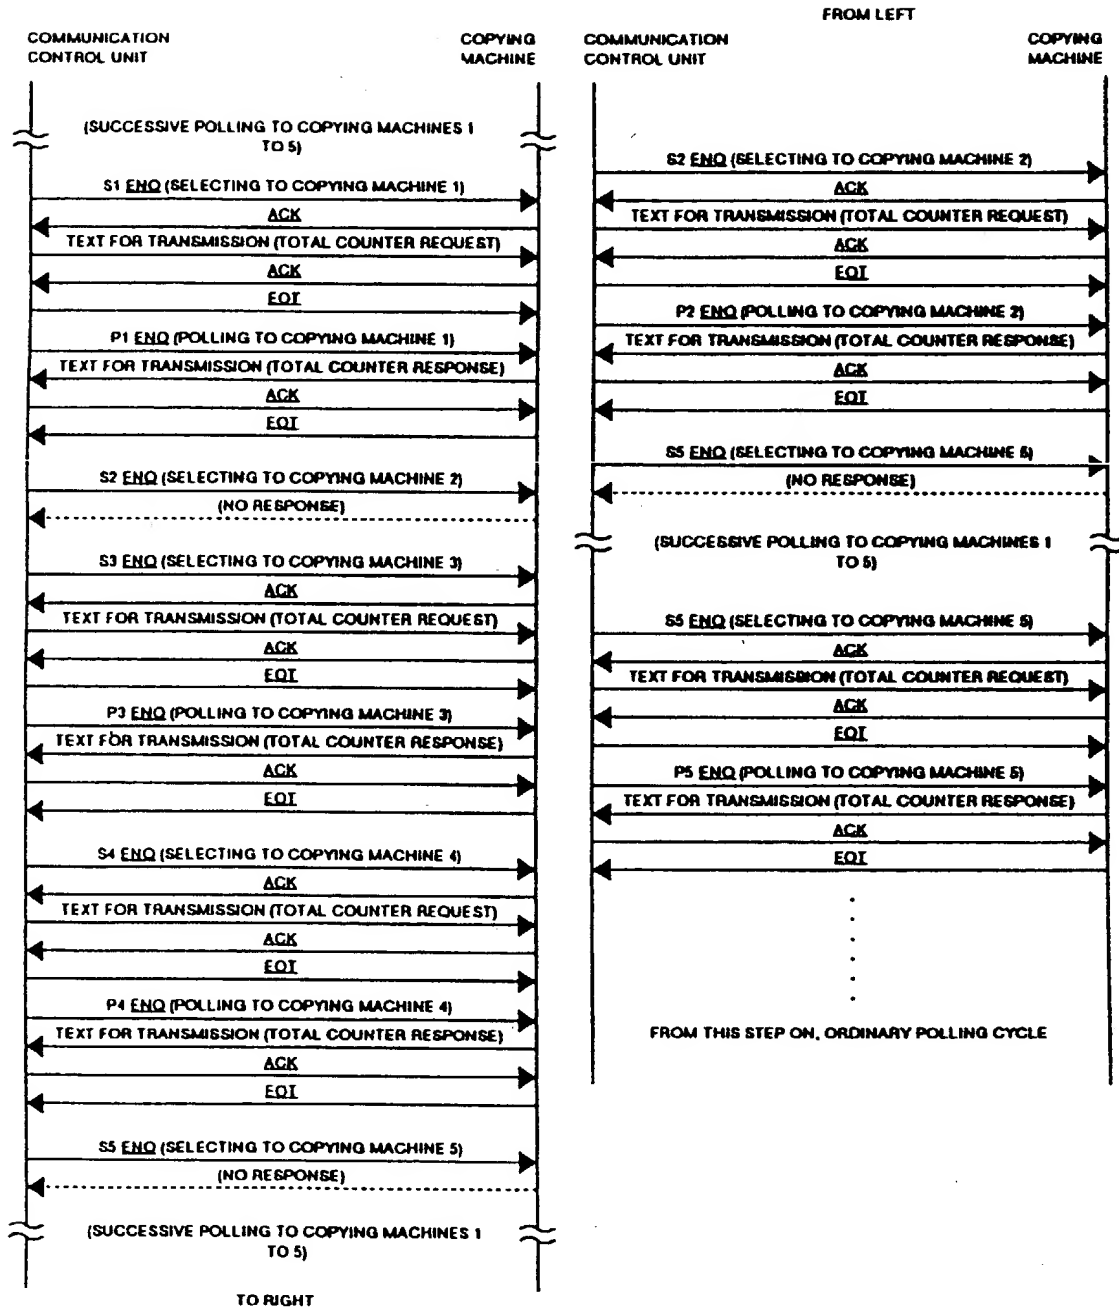 COMMUNICATION
CONTROL UNIT
COPYING
MACHINE
(SUCCESSIVE POLLING TO COPYING MACHINES 1
TO 5)
S1 ENQ (SELECTING TO COPYING MACHINE 1)
ACK
TEXT FOR TRANSMISSION (TOTAL COUNTER REQUEST)
ACK
EOT
P1 ENQ (POLLING TO COPYING MACHINE 1)
TEXT FOR TRANSMISSION (TOTAL COUNTER RESPONSE)
ACK
EOT
S2 ENQ (SELECTING TO COPYING MACHINE 2)
(NO RESPONSE)
S3 ENQ (SELECTING TO COPYING MACHINE 3)
ACK
TEXT FOR TRANSMISSION (TOTAL COUNTER REQUEST)
ACK
EOT
P3 ENQ (POLLING TO COPYING MACHINE 3)
TEXT FOR TRANSMISSION (TOTAL COUNTER RESPONSE)
ACK
EOT
S4 ENQ (SELECTING TO COPYING MACHINE 4)
ACK
TEXT FOR TRANSMISSION (TOTAL COUNTER REQUEST)
ACK
EOT
P4 ENQ (POLLING TO COPYING MACHINE 4)
TEXT FOR TRANSMISSION (TOTAL COUNTER RESPONSE)
ACK
EOT
S5 ENQ (SELECTING TO COPYING MACHINE 5)
(NO RESPONSE)
(SUCCESSIVE POLLING TO COPYING MACHINES 1
TO 5)
TO RIGHT
FROM LEFT
COMMUNICATION
CONTROL UNIT
COPYING
MACHINE
S2 ENQ (SELECTING TO COPYING MACHINE 2)
ACK
TEXT FOR TRANSMISSION (TOTAL COUNTER REQUEST)
ACK
EOT
P2 ENQ (POLLING TO COPYING MACHINE 2)
TEXT FOR TRANSMISSION (TOTAL COUNTER RESPONSE)
ACK
EOT
S5 ENQ (SELECTING TO COPYING MACHINE 5)
(NO RESPONSE)
(SUCCESSIVE POLLING TO COPYING MACHINES 1
TO 5)
S5 ENQ (SELECTING TO COPYING MACHINE 5)
ACK
TEXT FOR TRANSMISSION (TOTAL COUNTER REQUEST)
ACK
EOT
P5 ENQ (POLLING TO COPYING MACHINE 5)
TEXT FOR TRANSMISSION (TOTAL COUNTER RESPONSE)
ACK
EOT
FROM THIS STEP ON, ORDINARY POLLING CYCLE